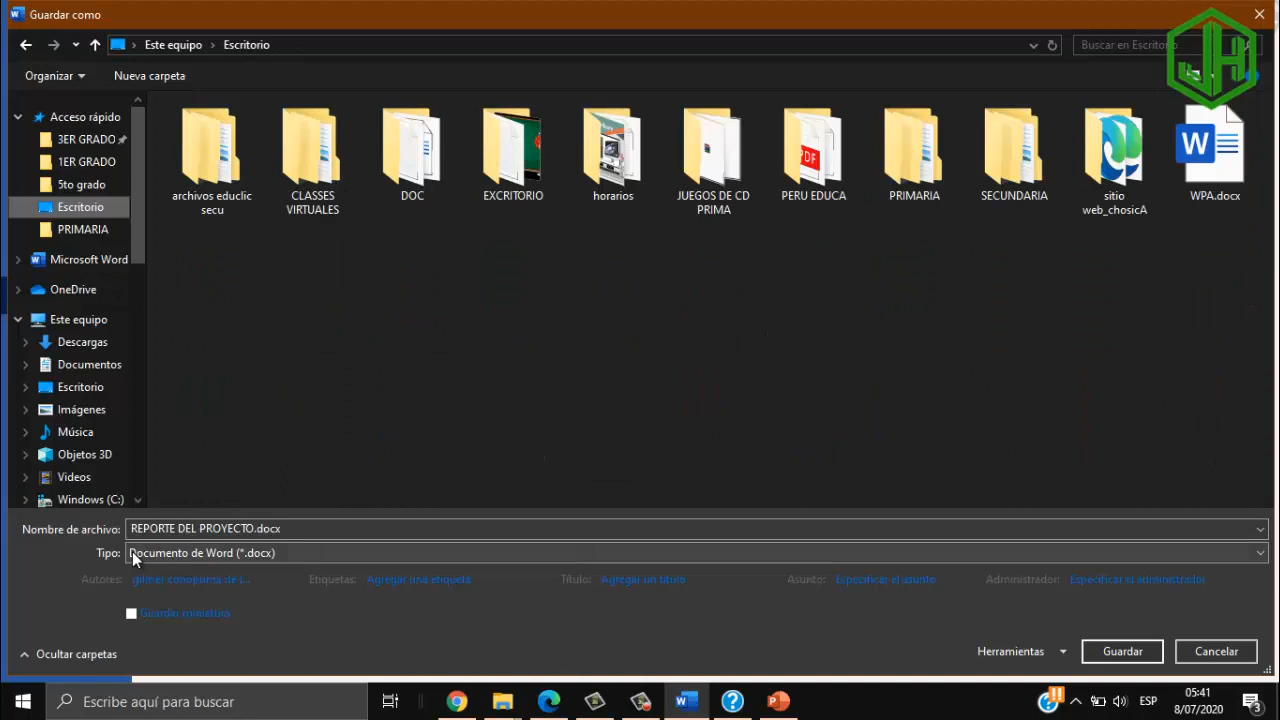 Guardar como
Este equipo
Escritorio
Buscar en Escritorio
JH
Organizar
Nueva carpeta
Acceso rápido
3ER GRADO
1ER GRADO
5to grado
Escritorio
PRIMARIA
Microsoft Word
OneDrive
Este equipo
Descargas
Documentos
Escritorio
Imágenes
Música
Objetos 3D
Videos
Windows (C:)
archivos educlic
secu
CLASSES
VIRTUALES
DOC
EXCRITORIO
horarios
JUEGOS DE CD
PRIMA
PDF
PERU EDUCA
PRIMARIA
SECUNDARIA
sitio
web_chosicA
W
WPA.docx
Nombre de archivo: REPORTE DEL PROYECTO.docx
Tipo: Documento de Word (*.docx)
Autores:
Etiquetas: Agregar una etiqueta
Título: Agregar un título
Asunto: Especificar el asunto
Administrador: Especificar el administrador
Guardar miniatura
Ocultar carpetas
Herramientas
Guardar
Cancelar
Escribe aquí para buscar
ESP
05:41
8/07/2020
3